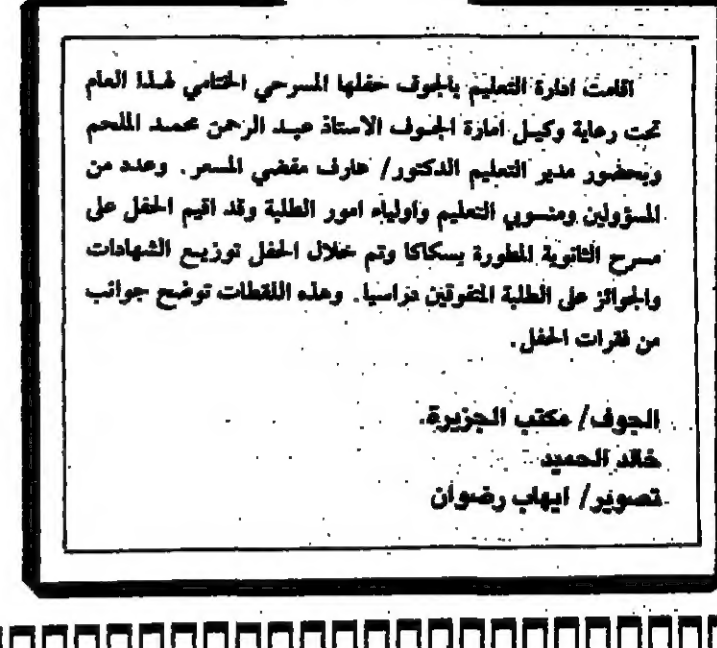 اقامت ادارة التعليم بالجوف حفلها المسرحي الختامي لهذا العام
تحت رعاية وكيل امارة الجوف الاستاذ عبد الرحمن محمد الملحم
وبحضور مدير التعليم الدكتور/ عارف مفضي المسعر. وعدد من
المسؤولين ومنسوبي التعليم واولياء امور الطلبة وقد اقيم الحفل على
مسرح الثانوية المطورة بسكاكا وتم خلال الحفل توزيع الشهادات
والجوائز على الطلبة المتفوقين دراسيا. وهذه اللقطات توضح جوانب
من فقرات الحفل.
الجوف/ مكتب الجزيرة.
خالد الحميد
تصوير/ ايهاب رضوان